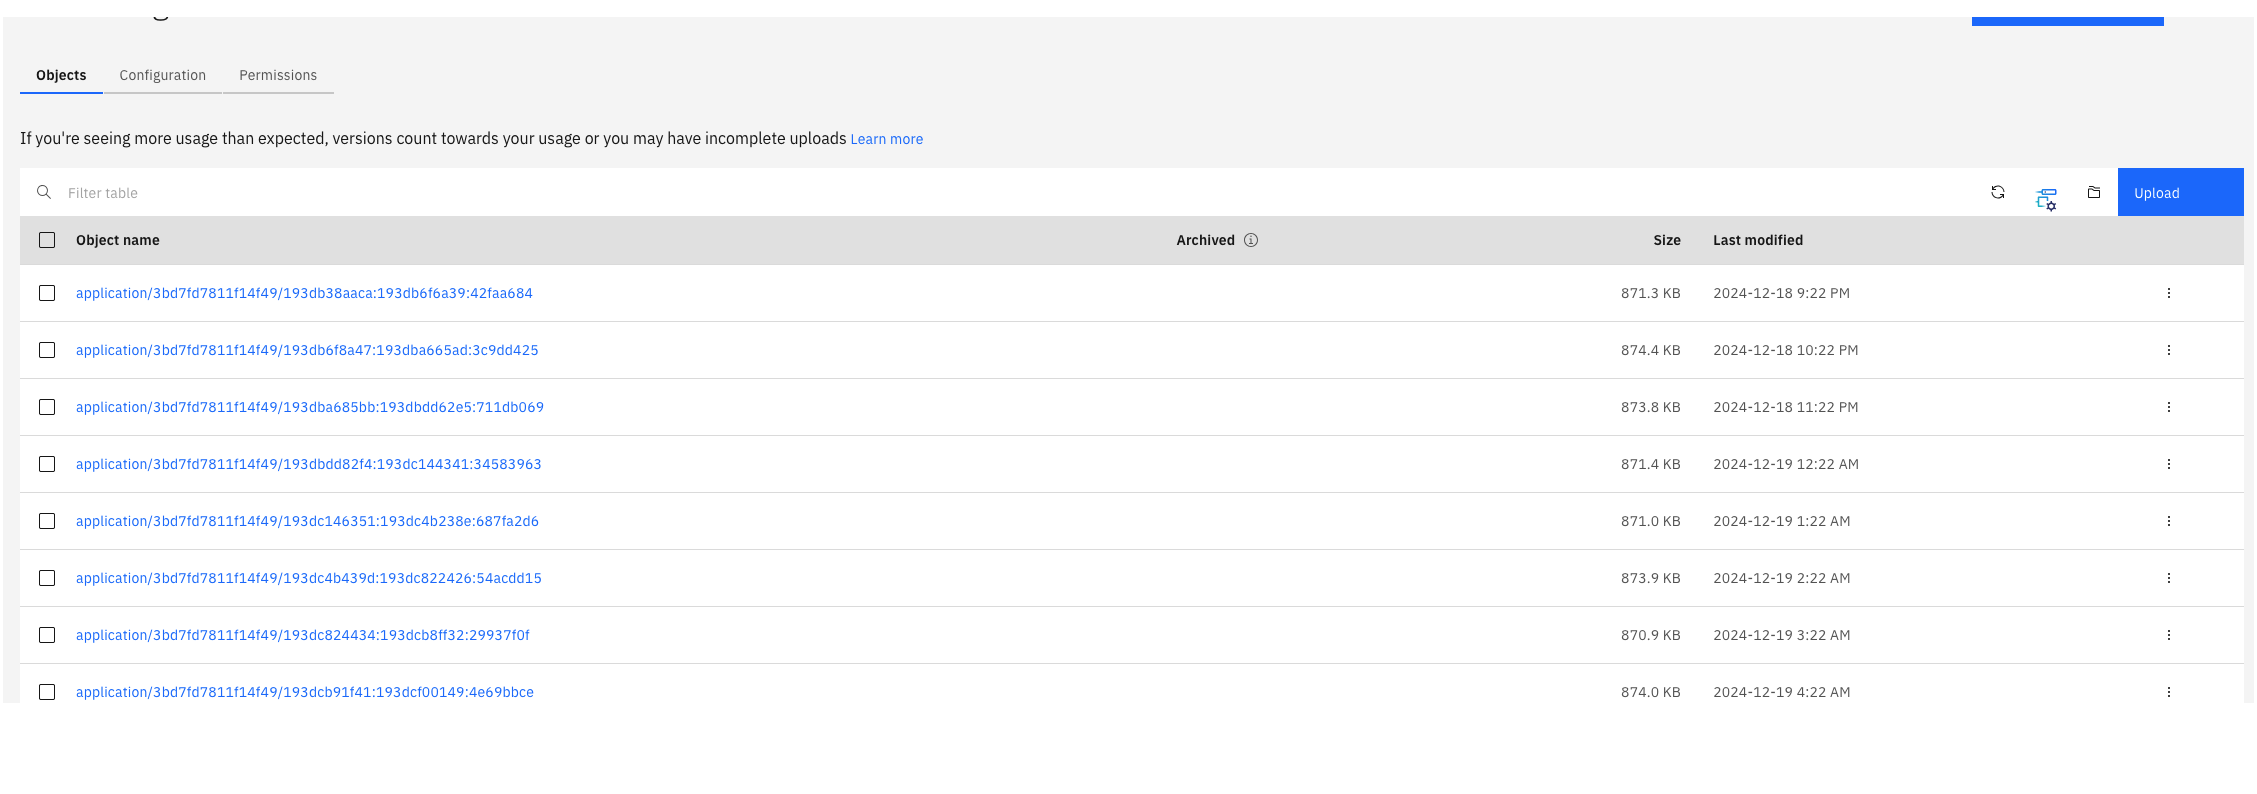 Objects Configuration Permissions
If you're seeing more usage than expected, versions count towards your usage or you may have incomplete uploads Learn more
Filter table Upload
Object name Archived Size Last modified
application/3bd7fd7811f14f49/193db38aaca:193db6f6a39:42faa684 871.3 KB 2024-12-18 9:22 PM
application/3bd7fd7811f14f49/193db6f8a47:193dba665ad:3c9dd425 874.4 KB 2024-12-18 10:22 PM
application/3bd7fd7811f14f49/193dba685bb:193dbdd62e5:711db069 873.8 KB 2024-12-18 11:22 PM
application/3bd7fd7811f14f49/193dbdd82f4:193dc144341:34583963 871.4 KB 2024-12-19 12:22 AM
application/3bd7fd7811f14f49/193dc146351:193dc4b238e:687fa2d6 871.0 KB 2024-12-19 1:22 AM
application/3bd7fd7811f14f49/193dc4b439d:193dc822426:54acdd15 873.9 KB 2024-12-19 2:22 AM
application/3bd7fd7811f14f49/193dc824434:193dcb8ff32:29937f0f 870.9 KB 2024-12-19 3:22 AM
application/3bd7fd7811f14f49/193dcb91f41:193dcf00149:4e69bbce 874.0 KB 2024-12-19 4:22 AM